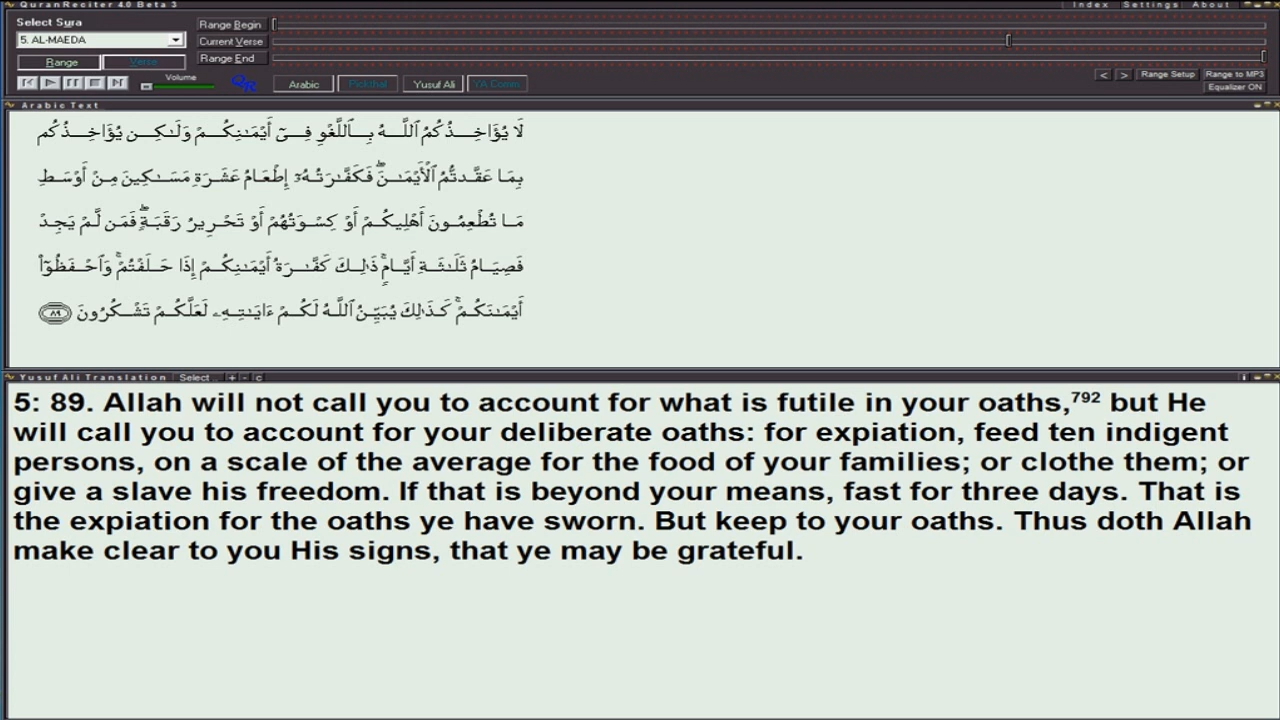 QuranReciter 4.0 Beta 3
Index Settings About
Select Sura
5. AL-MAEDA
Range Verse
Volume
Range Begin
Current Verse
Range End
Arabic Pickthal Yusuf Ali YA Comm
< > Range Setup Range to MP3
Equalizer ON
Arabic Text
لَا يُؤَاخِذُكُمُ ٱللَّهُ بِٱللَّغْوِ فِىٓ أَيْمَـٰنِكُمْ وَلَـٰكِن يُؤَاخِذُكُم
بِمَا عَقَّدتُّمُ ٱلْأَيْمَـٰنَ ۖ فَكَفَّـٰرَتُهُۥٓ إِطْعَامُ عَشَرَةِ مَسَـٰكِينَ مِنْ أَوْسَطِ
مَا تُطْعِمُونَ أَهْلِيكُمْ أَوْ كِسْوَتُهُمْ أَوْ تَحْرِيرُ رَقَبَةٍ ۖ فَمَن لَّمْ يَجِدْ
فَصِيَامُ ثَلَـٰثَةِ أَيَّامٍ ۚ ذَٰلِكَ كَفَّـٰرَةُ أَيْمَـٰنِكُمْ إِذَا حَلَفْتُمْ ۚ وَٱحْفَظُوٓا۟
أَيْمَـٰنَكُمْ ۚ كَذَٰلِكَ يُبَيِّنُ ٱللَّهُ لَكُمْ ءَايَـٰتِهِۦ لَعَلَّكُمْ تَشْكُرُونَ ٨٩
Yusuf Ali Translation Select.. + - c i
5: 89. Allah will not call you to account for what is futile in your oaths,792 but He
will call you to account for your deliberate oaths: for expiation, feed ten indigent
persons, on a scale of the average for the food of your families; or clothe them; or
give a slave his freedom. If that is beyond your means, fast for three days. That is
the expiation for the oaths ye have sworn. But keep to your oaths. Thus doth Allah
make clear to you His signs, that ye may be grateful.